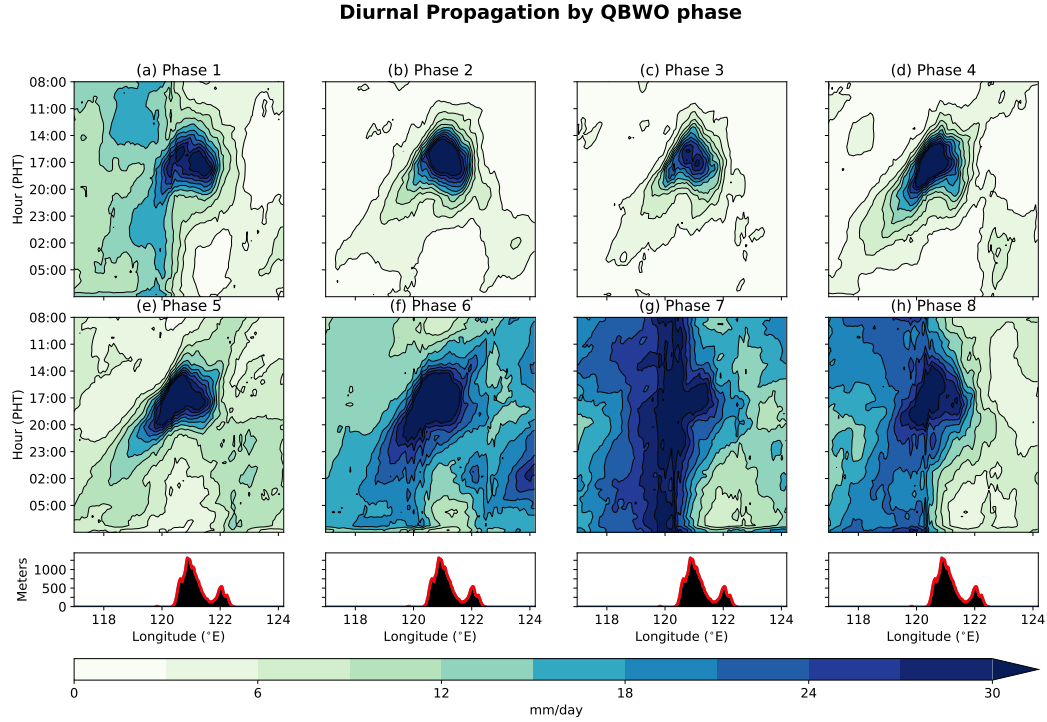 Diurnal Propagation by QBWO phase
(a) Phase 1
(b) Phase 2
(c) Phase 3
(d) Phase 4
Hour (PHT)
08:00
11:00
14:00
17:00
20:00
23:00
02:00
05:00
(e) Phase 5
(f) Phase 6
(g) Phase 7
(h) Phase 8
Hour (PHT)
08:00
11:00
14:00
17:00
20:00
23:00
02:00
05:00
Meters
1000
500
0
118 120 122 124
118 120 122 124
118 120 122 124
118 120 122 124
Longitude (°E)
Longitude (°E)
Longitude (°E)
Longitude (°E)
0 6 12 18 24 30
mm/day